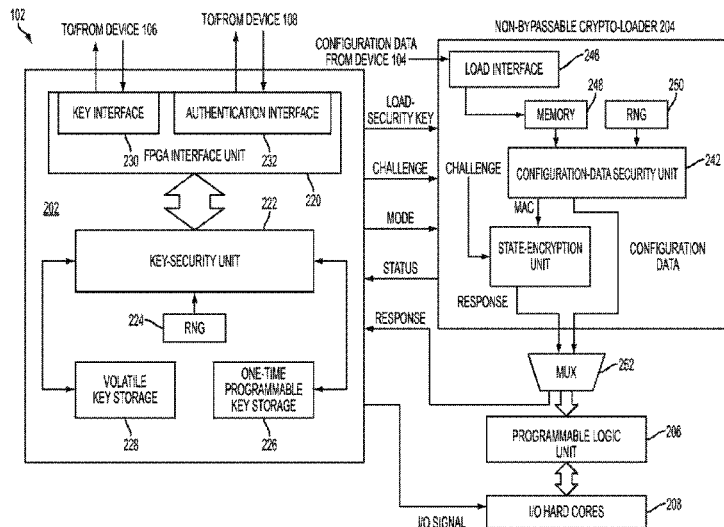 102
TO/FROM DEVICE 106
TO/FROM DEVICE 108
NON-BYPASSABLE CRYPTO-LOADER 204
CONFIGURATION DATA
FROM DEVICE 104
246
LOAD INTERFACE
KEY INTERFACE
AUTHENTICATION INTERFACE
230
232
FPGA INTERFACE UNIT
220
LOAD-
SECURITY KEY
248
250
MEMORY
RNG
CHALLENGE
CHALLENGE
242
CONFIGURATION-DATA SECURITY UNIT
202
222
KEY-SECURITY UNIT
MODE
MAC
STATE-ENCRYPTION
UNIT
CONFIGURATION
DATA
STATUS
RESPONSE
224
RNG
RESPONSE
VOLATILE
KEY STORAGE
228
ONE-TIME
PROGRAMMABLE
KEY STORAGE
226
MUX
252
PROGRAMMABLE LOGIC
UNIT
206
I/O HARD CORES
208
I/O SIGNAL